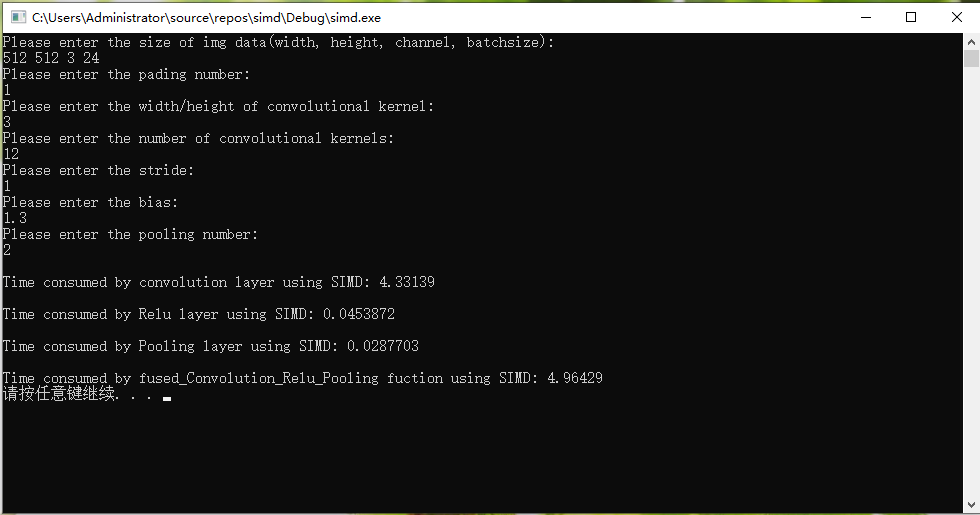 C:\Users\Administrator\source\repos\simd\Debug\simd.exe
Please enter the size of img data(width, height, channel, batchsize):
512 512 3 24
Please enter the pading number:
1
Please enter the width/height of convolutional kernel:
3
Please enter the number of convolutional kernels:
12
Please enter the stride:
1
Please enter the bias:
1.3
Please enter the pooling number:
2
Time consumed by convolution layer using SIMD: 4.33139
Time consumed by Relu layer using SIMD: 0.0453872
Time consumed by Pooling layer using SIMD: 0.0287703
Time consumed by fused_Convolution_Relu_Pooling fuction using SIMD: 4.96429
请按任意键继续. . .